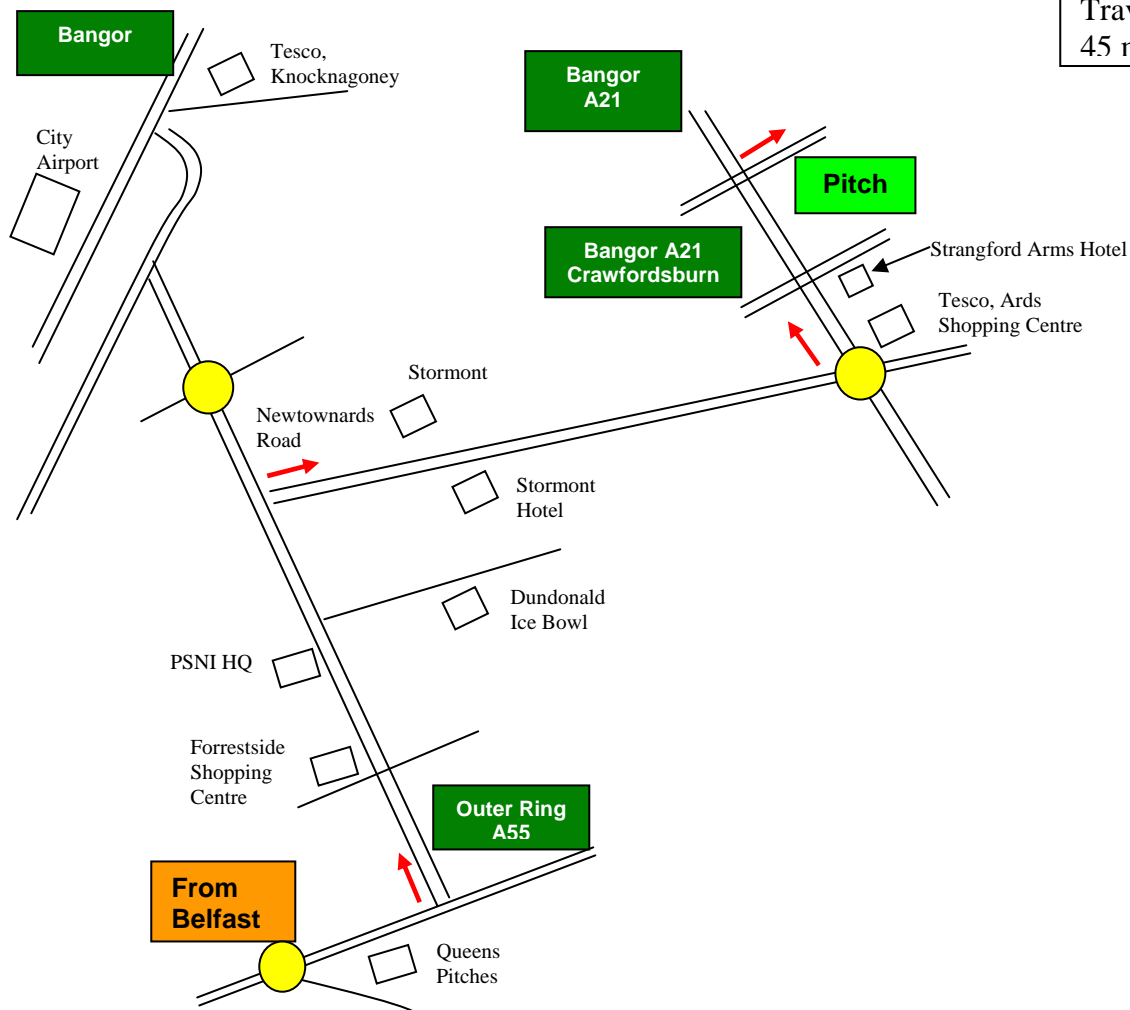 Bangor
Tesco,
Knocknagoney
City
Airport
Bangor
A21
Pitch
Bangor A21
Crawfordsburn
Strangford Arms Hotel
Tesco, Ards
Shopping Centre
Stormont
Newtownards
Road
Stormont
Hotel
Dundonald
Ice Bowl
PSNI HQ
Forrestside
Shopping
Centre
Outer Ring
A55
From
Belfast
Queens
Pitches
45